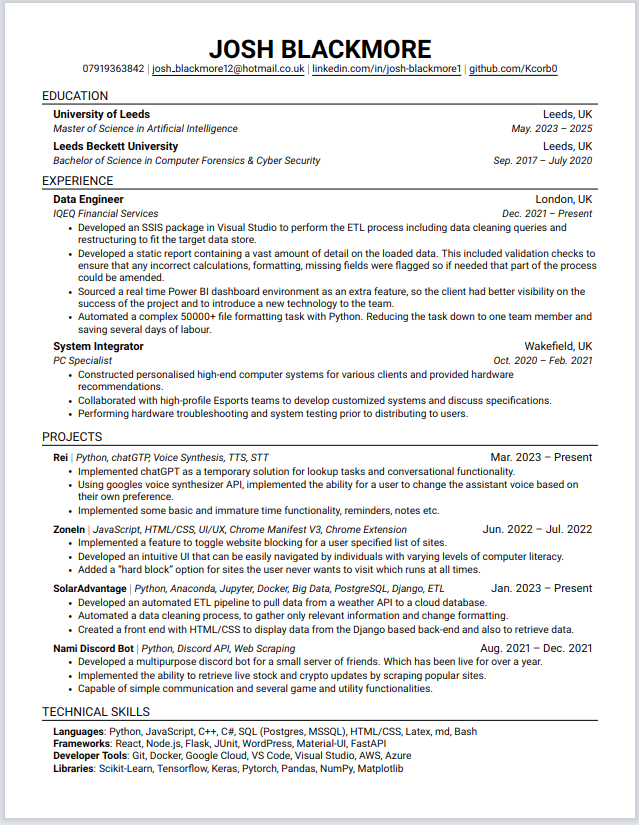 JOSH BLACKMORE
07919363842 | josh_blackmore12@hotmail.co.uk | linkedin.com/in/josh-blackmore1 | github.com/Kcorb0
EDUCATION
University of Leeds Leeds, UK
Master of Science in Artificial Intelligence May. 2023 – 2025
Leeds Beckett University Leeds, UK
Bachelor of Science in Computer Forensics & Cyber Security Sep. 2017 – July 2020
EXPERIENCE
Data Engineer London, UK
IQEQ Financial Services Dec. 2021 – Present
• Developed an SSIS package in Visual Studio to perform the ETL process including data cleaning queries and
restructuring to fit the target data store.
• Developed a static report containing a vast amount of detail on the loaded data. This included validation checks to
ensure that any incorrect calculations, formatting, missing fields were flagged so if needed that part of the process
could be amended.
• Sourced a real time Power BI dashboard environment as an extra feature, so the client had better visibility on the
success of the project and to introduce a new technology to the team.
• Automated a complex 50000+ file formatting task with Python. Reducing the task down to one team member and
saving several days of labour.
System Integrator Wakefield, UK
PC Specialist Oct. 2020 – Feb. 2021
• Constructed personalised high-end computer systems for various clients and provided hardware
recommendations.
• Collaborated with high-profile Esports teams to develop customized systems and discuss specifications.
• Performing hardware troubleshooting and system testing prior to distributing to users.
PROJECTS
Rei | Python, chatGTP, Voice Synthesis, TTS, STT Mar. 2023 – Present
• Implemented chatGPT as a temporary solution for lookup tasks and conversational functionality.
• Using googles voice synthesizer API, implemented the ability for a user to change the assistant voice based on
their own preference.
• Implemented some basic and immature time functionality, reminders, notes etc.
ZoneIn | JavaScript, HTML/CSS, UI/UX, Chrome Manifest V3, Chrome Extension Jun. 2022 – Jul. 2022
• Implemented a feature to toggle website blocking for a user specified list of sites.
• Developed an intuitive UI that can be easily navigated by individuals with varying levels of computer literacy.
• Added a “hard block” option for sites the user never wants to visit which runs at all times.
SolarAdvantage | Python, Anaconda, Jupyter, Docker, Big Data, PostgreSQL, Django, ETL Jan. 2023 – Present
• Developed an automated ETL pipeline to pull data from a weather API to a cloud database.
• Automated a data cleaning process, to gather only relevant information and change formatting.
• Created a front end with HTML/CSS to display data from the Django based back-end and also to retrieve data.
Nami Discord Bot | Python, Discord API, Web Scraping Aug. 2021 – Dec. 2021
• Developed a multipurpose discord bot for a small server of friends. Which has been live for over a year.
• Implemented the ability to retrieve live stock and crypto updates by scraping popular sites.
• Capable of simple communication and several game and utility functionalities.
TECHNICAL SKILLS
Languages: Python, JavaScript, C++, C#, SQL (Postgres, MSSQL), HTML/CSS, Latex, md, Bash
Frameworks: React, Node.js, Flask, JUnit, WordPress, Material-UI, FastAPI
Developer Tools: Git, Docker, Google Cloud, VS Code, Visual Studio, AWS, Azure
Libraries: Scikit-Learn, Tensorflow, Keras, Pytorch, Pandas, NumPy, Matplotlib